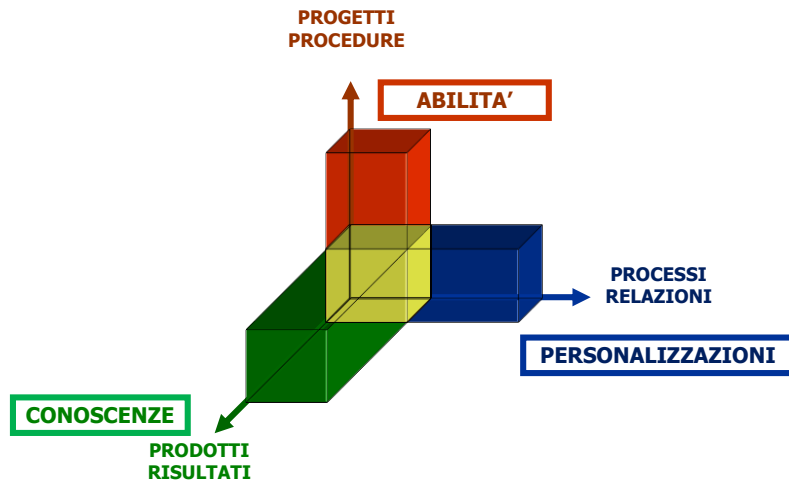 PROGETTI
PROCEDURE
ABILITA’
PROCESSI
RELAZIONI
PERSONALIZZAZIONI
CONOSCENZE
PRODOTTI
RISULTATI